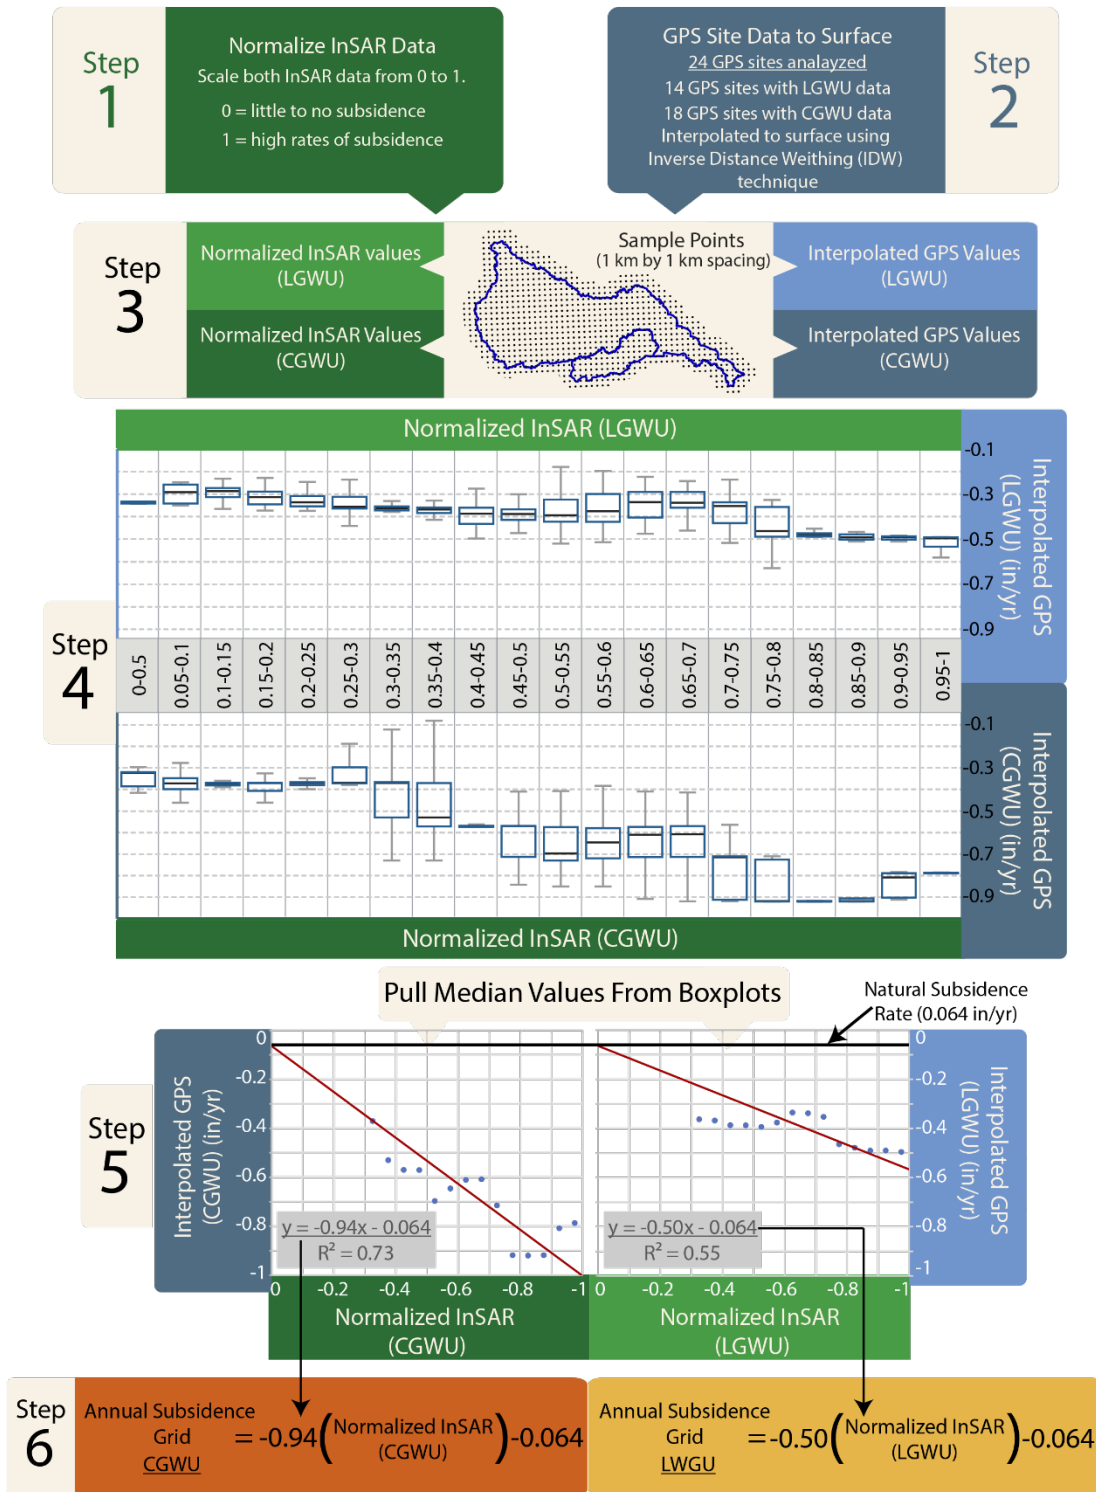 Step
1
Normalize InSAR Data
Scale both InSAR data from 0 to 1.
0 = little to no subsidence
1 = high rates of subsidence
GPS Site Data to Surface
24 GPS sites analayzed
14 GPS sites with LGWU data
18 GPS sites with CGWU data
Interpolated to surface using
Inverse Distance Weithing (IDW)
technique
Step
2
Step
3
Normalized InSAR values
(LGWU)
Normalized InSAR Values
(CGWU)
Sample Points
(1 km by 1 km spacing)
Interpolated GPS Values
(LGWU)
Interpolated GPS Values
(CGWU)
Step
4
Normalized InSAR (LGWU)
-0.1
-0.3
-0.5
-0.7
-0.9
Interpolated GPS
(LGWU) (in/yr)
0-0.5
0.05-0.1
0.1-0.15
0.15-0.2
0.2-0.25
0.25-0.3
0.3-0.35
0.35-0.4
0.4-0.45
0.45-0.5
0.5-0.55
0.55-0.6
0.6-0.65
0.65-0.7
0.7-0.75
0.75-0.8
0.8-0.85
0.85-0.9
0.9-0.95
0.95-1
-0.1
-0.3
-0.5
-0.7
-0.9
Interpolated GPS
(CGWU) (in/yr)
Normalized InSAR (CGWU)
Pull Median Values From Boxplots
Natural Subsidence
Rate (0.064 in/yr)
Step
5
Interpolated GPS
(CGWU) (in/yr)
0
-0.2
-0.4
-0.6
-0.8
-1
y = -0.94x - 0.064
R² = 0.73
0 -0.2 -0.4 -0.6 -0.8 -1
Normalized InSAR
(CGWU)
y = -0.50x - 0.064
R² = 0.55
0 -0.2 -0.4 -0.6 -0.8 -1
Normalized InSAR
(LGWU)
0
-0.2
-0.4
-0.6
-0.8
-1
Interpolated GPS
(LGWU) (in/yr)
Step
6
Annual Subsidence
Grid
CGWU
= -0.94 (Normalized InSAR
(CGWU)) -0.064
Annual Subsidence
Grid
LWGU
= -0.50 (Normalized InSAR
(LGWU)) -0.064